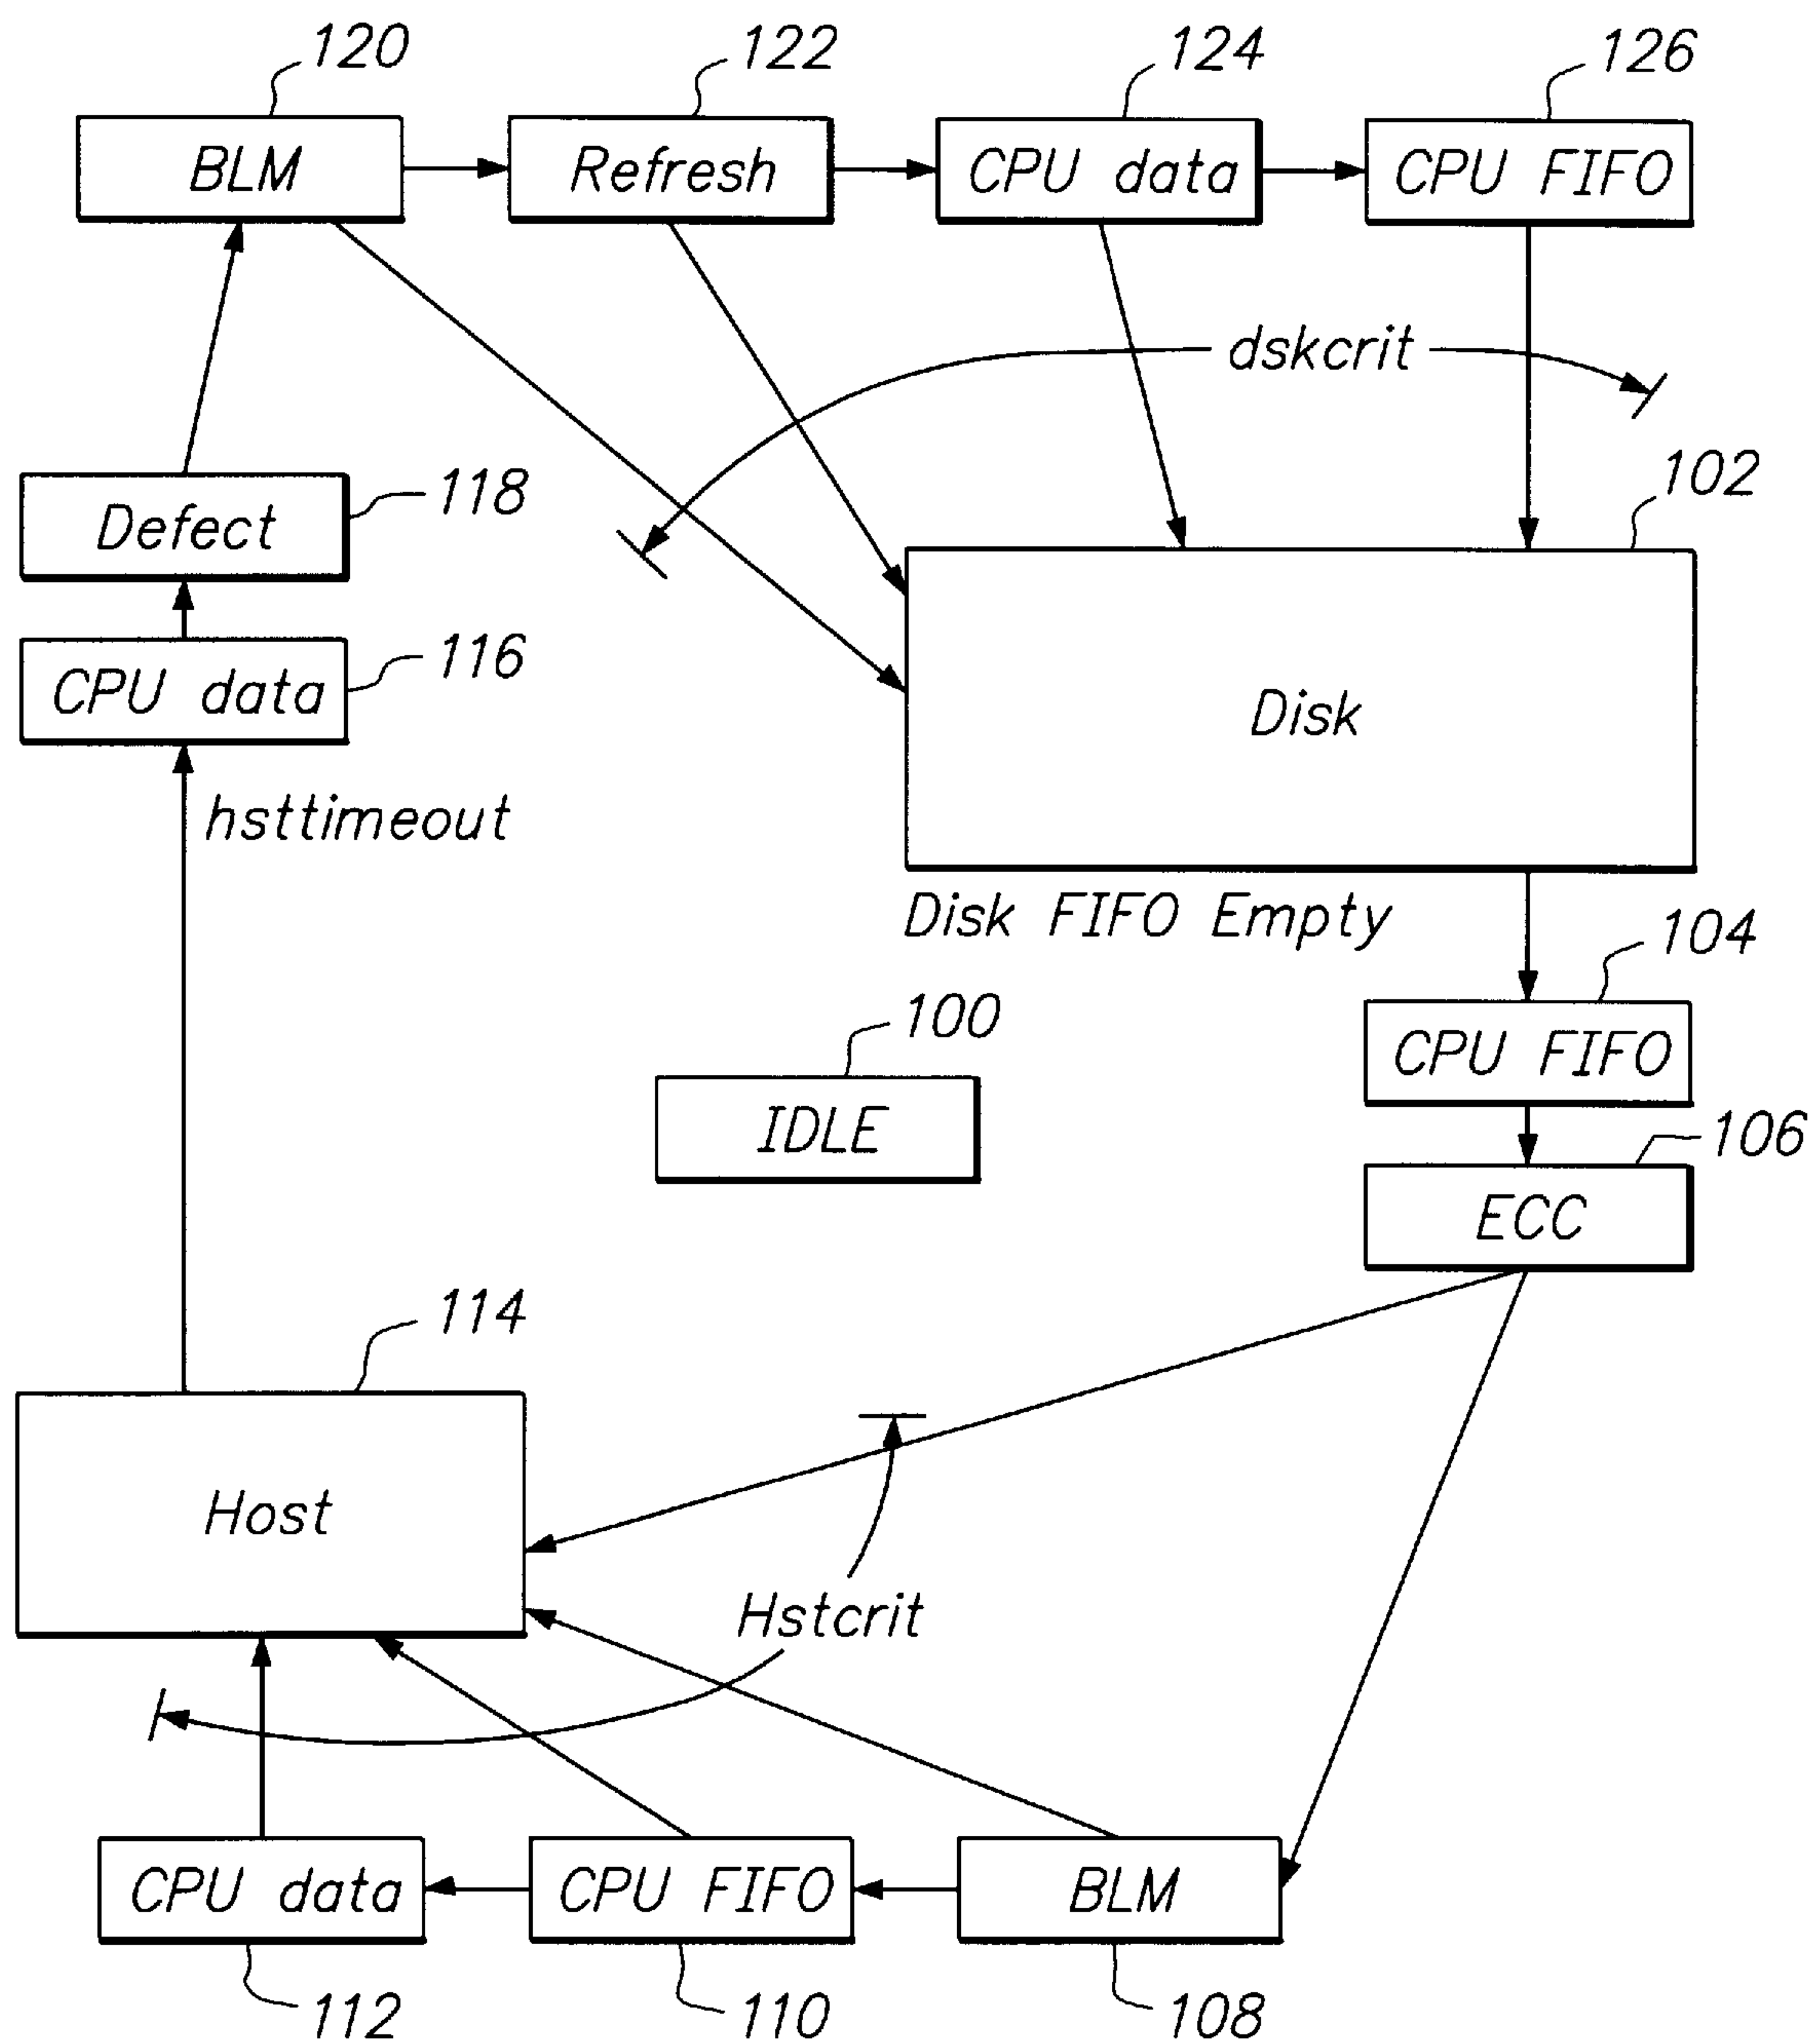 120
122
124
126
BLM
Refresh
CPU data
CPU FIFO
dskcrit
102
Defect
118
CPU data
116
Disk
hsttimeout
Disk FIFO Empty
104
100
CPU FIFO
IDLE
106
ECC
114
Host
Hstcrit
CPU data
CPU FIFO
BLM
112
110
108